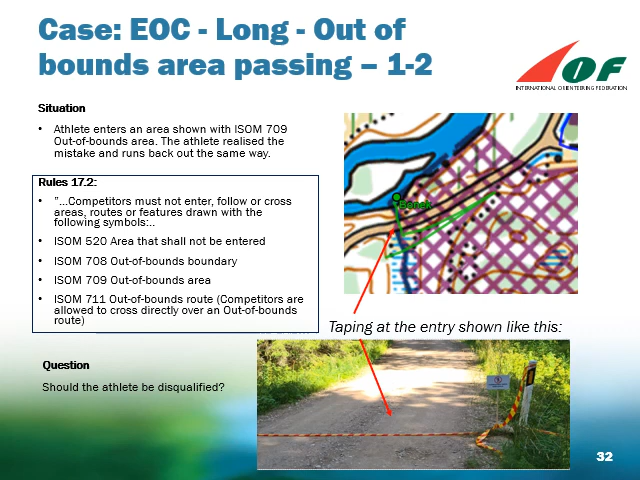 Case: EOC - Long - Out of
bounds area passing – 1-2
OF
INTERNATIONAL ORIENTEERING FEDERATION
Situation
• Athlete enters an area shown with ISOM 709
Out-of-bounds area. The athlete realised the
mistake and runs back out the same way.
Rules 17.2:
• ”...Competitors must not enter, follow or cross
areas, routes or features drawn with the
following symbols:..
• ISOM 520 Area that shall not be entered
• ISOM 708 Out-of-bounds boundary
• ISOM 709 Out-of-bounds area
• ISOM 711 Out-of-bounds route (Competitors are
allowed to cross directly over an Out-of-bounds
route)
Bonek
Taping at the entry shown like this:
Question
Should the athlete be disqualified?
32